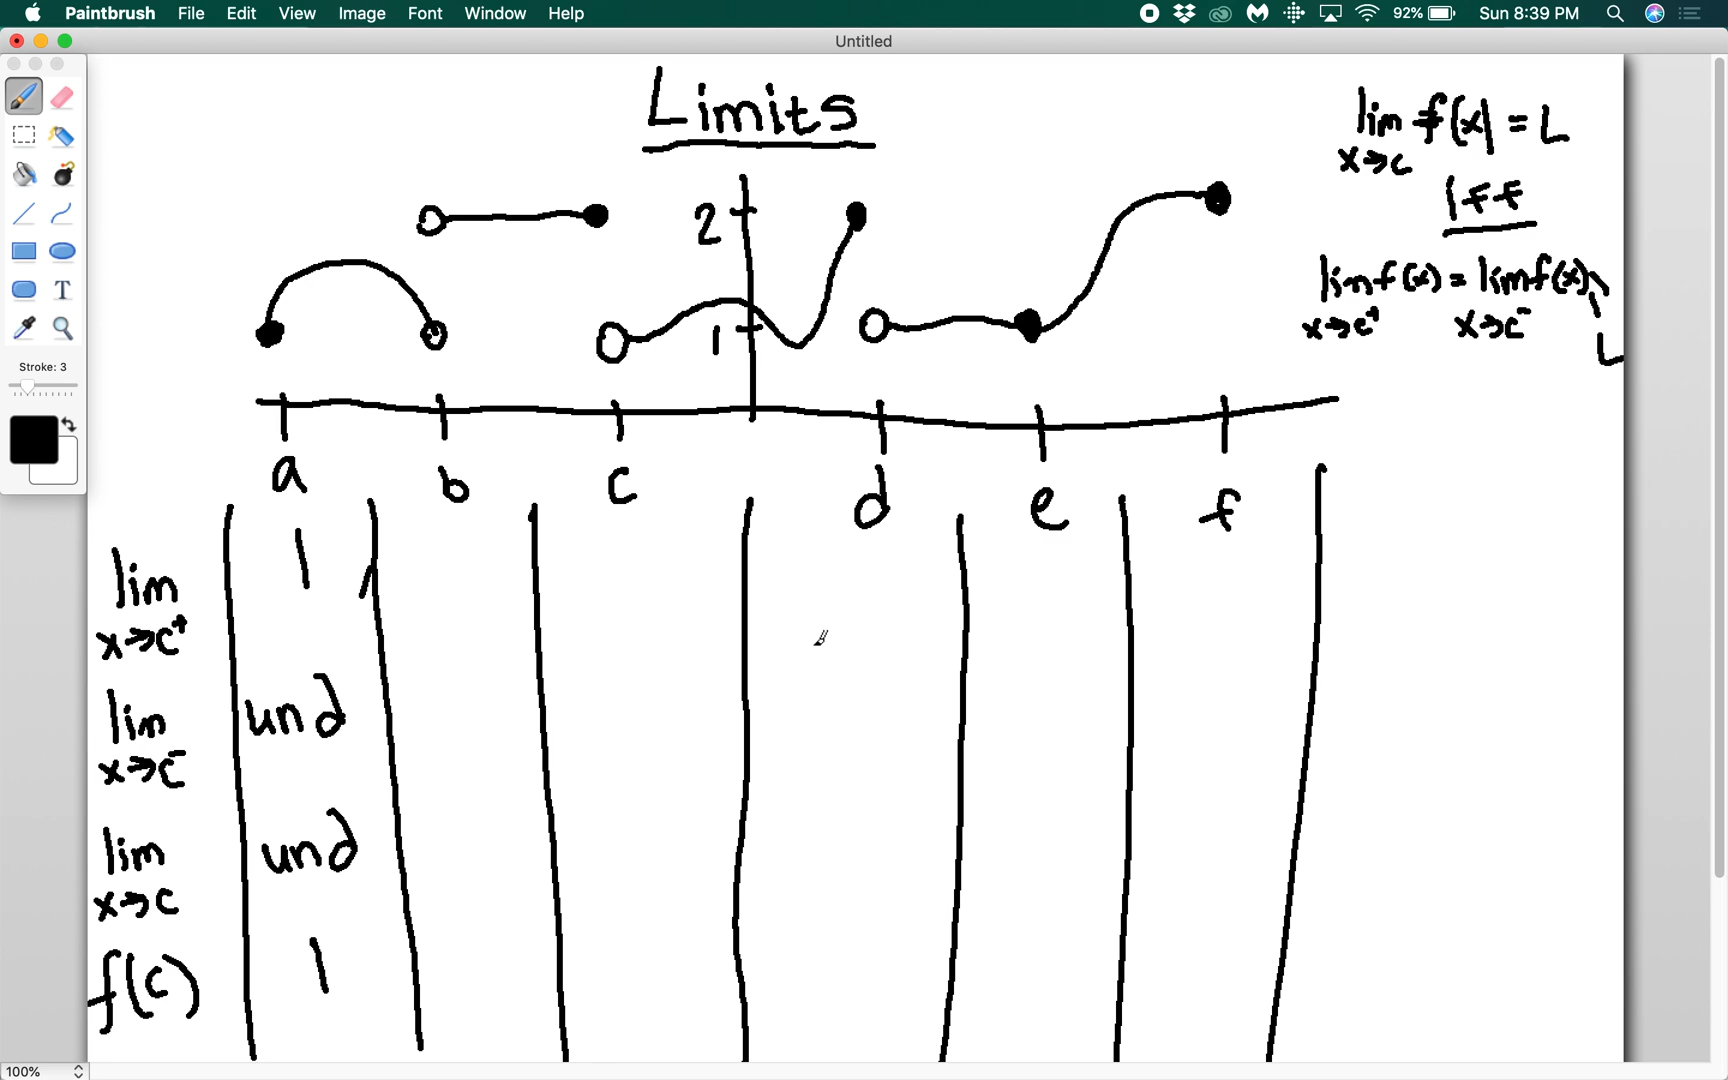 Paintbrush File Edit View Image Font Window Help 92% Sun 8:39 PM
Untitled
Limits
lim f(x) = L
x→c
iff
lim f(x) = lim f(x)
x→c⁺ x→c⁻
L
2
1
a b c d e f
Stroke: 3
lim 1
x→c⁺
lim und
x→c⁻
lim und
x→c
f(c) 1
100%